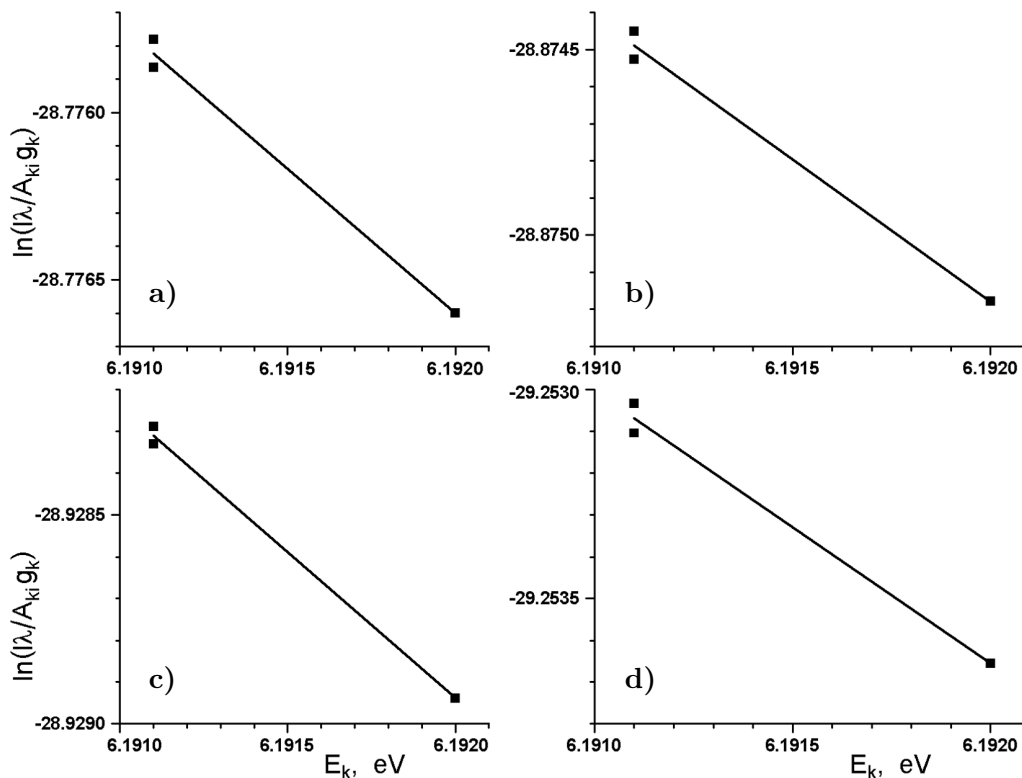 -28.7760
-28.7765
ln(Iλ/A_ki g_k)
a)
6.1910 6.1915 6.1920
-28.8745
-28.8750
b)
6.1910 6.1915 6.1920
-28.9285
-28.9290
ln(Iλ/A_ki g_k)
c)
6.1910 6.1915 6.1920
E_k, eV
-29.2530
-29.2535
d)
6.1910 6.1915 6.1920
E_k, eV